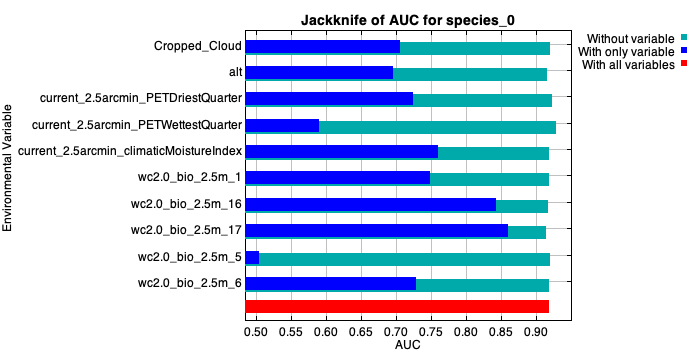 Jackknife of AUC for species_0
Without variable
With only variable
With all variables
Environmental Variable
Cropped_Cloud
alt
current_2.5arcmin_PETDriestQuarter
current_2.5arcmin_PETWettestQuarter
current_2.5arcmin_climaticMoistureIndex
wc2.0_bio_2.5m_1
wc2.0_bio_2.5m_16
wc2.0_bio_2.5m_17
wc2.0_bio_2.5m_5
wc2.0_bio_2.5m_6
0.50 0.55 0.60 0.65 0.70 0.75 0.80 0.85 0.90
AUC